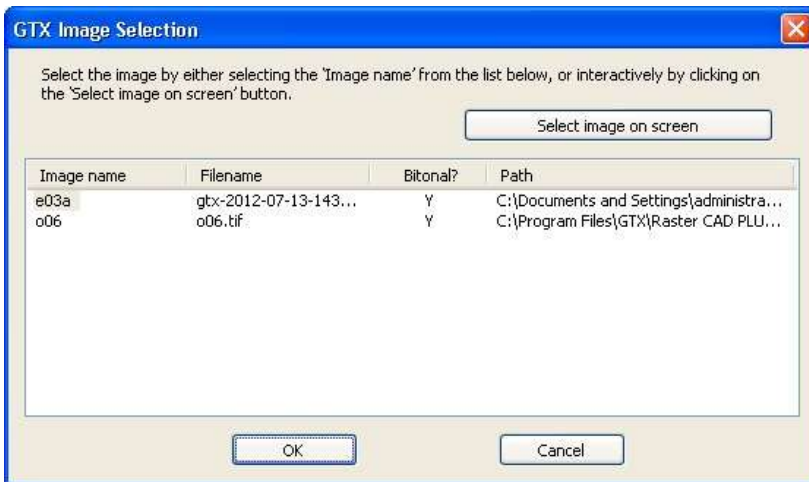 GTX Image Selection
Select the image by either selecting the 'Image name' from the list below, or interactively by clicking on
the 'Select image on screen' button.
Select image on screen
Image name Filename Bitonal? Path
e03a gtx-2012-07-13-143... Y C:\Documents and Settings\administra...
o06 o06.tif Y C:\Program Files\GTX\Raster CAD PLU...
OK Cancel